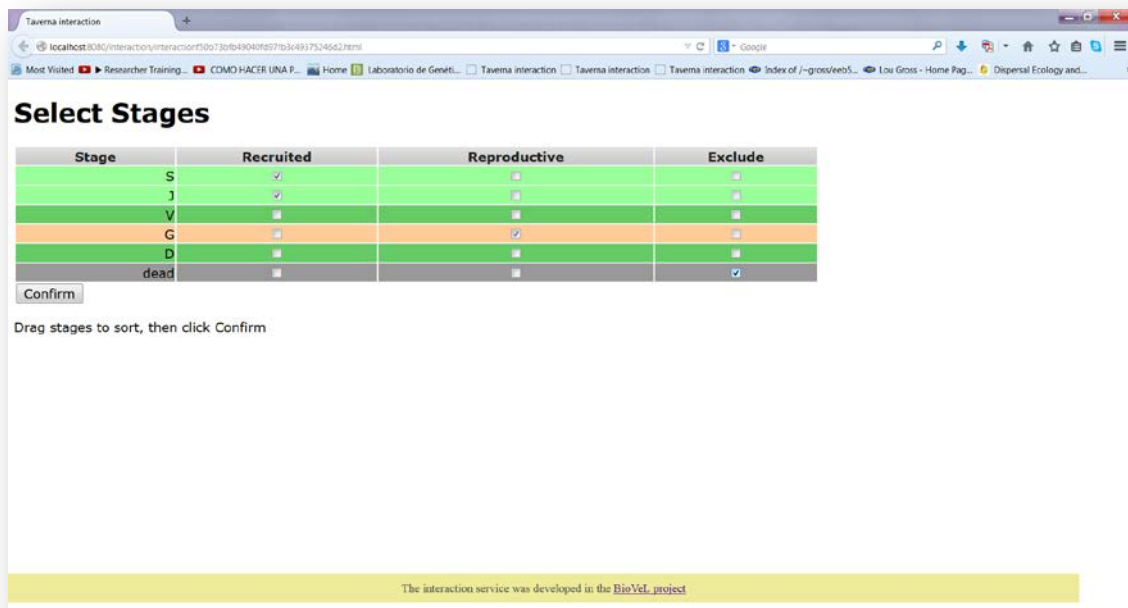 Taverna interaction
localhost:8080/interaction/interactionf50b73bfb49040fd97fb3c49375246d2.html
Google
Most Visited Researcher Training... COMO HACER UNA P... Home Laboratorio de Genéti... Taverna interaction Taverna interaction Taverna interaction Index of /~gross/eeb5... Lou Gross - Home Pag... Dispersal Ecology and...
Select Stages
Stage Recruited Reproductive Exclude
S
J
V
G
D
dead
Confirm
Drag stages to sort, then click Confirm
The interaction service was developed in the BioVeL project